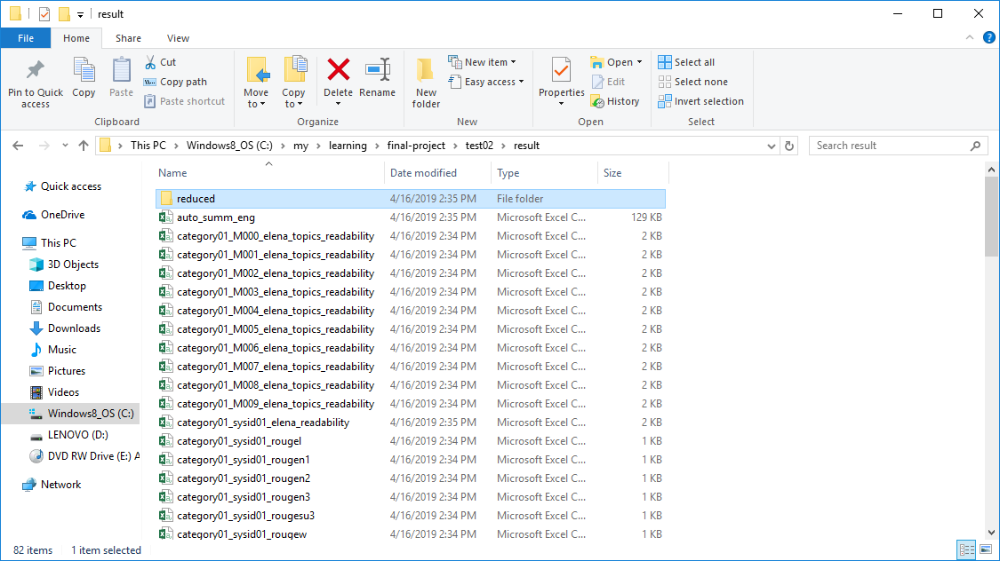 result
File Home Share View
Pin to Quick access
Copy
Paste
Cut
Copy path
Paste shortcut
Clipboard
Move to
Copy to
Delete
Rename
Organize
New folder
New item
Easy access
New
Properties
Open
Edit
History
Open
Select all
Select none
Invert selection
Select
This PC > Windows8_OS (C:) > my > learning > final-project > test02 > result
Search result
Quick access
OneDrive
This PC
3D Objects
Desktop
Documents
Downloads
Music
Pictures
Videos
Windows8_OS (C:)
LENOVO (D:)
DVD RW Drive (E:) A
Network
Name Date modified Type Size
reduced 4/16/2019 2:35 PM File folder
auto_summ_eng 4/16/2019 2:35 PM Microsoft Excel C... 129 KB
category01_M000_elena_topics_readability 4/16/2019 2:34 PM Microsoft Excel C... 2 KB
category01_M001_elena_topics_readability 4/16/2019 2:34 PM Microsoft Excel C... 2 KB
category01_M002_elena_topics_readability 4/16/2019 2:34 PM Microsoft Excel C... 2 KB
category01_M003_elena_topics_readability 4/16/2019 2:34 PM Microsoft Excel C... 2 KB
category01_M004_elena_topics_readability 4/16/2019 2:34 PM Microsoft Excel C... 2 KB
category01_M005_elena_topics_readability 4/16/2019 2:34 PM Microsoft Excel C... 2 KB
category01_M006_elena_topics_readability 4/16/2019 2:34 PM Microsoft Excel C... 2 KB
category01_M007_elena_topics_readability 4/16/2019 2:34 PM Microsoft Excel C... 2 KB
category01_M008_elena_topics_readability 4/16/2019 2:34 PM Microsoft Excel C... 2 KB
category01_M009_elena_topics_readability 4/16/2019 2:34 PM Microsoft Excel C... 2 KB
category01_sysid01_elena_readability 4/16/2019 2:35 PM Microsoft Excel C... 2 KB
category01_sysid01_rougel 4/16/2019 2:34 PM Microsoft Excel C... 1 KB
category01_sysid01_rougen1 4/16/2019 2:34 PM Microsoft Excel C... 1 KB
category01_sysid01_rougen2 4/16/2019 2:34 PM Microsoft Excel C... 1 KB
category01_sysid01_rougen3 4/16/2019 2:34 PM Microsoft Excel C... 1 KB
category01_sysid01_rougesu3 4/16/2019 2:34 PM Microsoft Excel C... 1 KB
category01_sysid01_rougew 4/16/2019 2:34 PM Microsoft Excel C... 1 KB
82 items 1 item selected